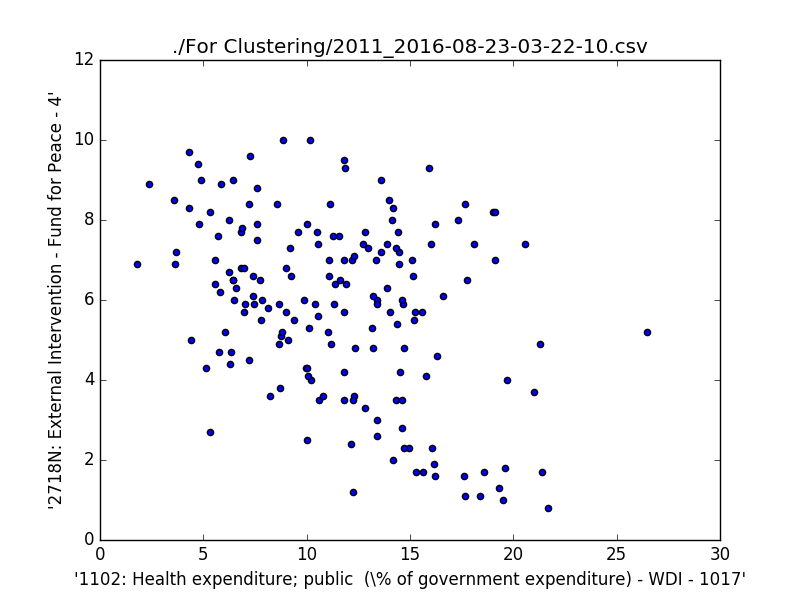 ./For Clustering/2011_2016-08-23-03-22-10.csv
12
10
8
6
4
2
0
'2718N: External Intervention - Fund for Peace - 4'
0 5 10 15 20 25 30
'1102: Health expenditure; public  (\% of government expenditure) - WDI - 1017'